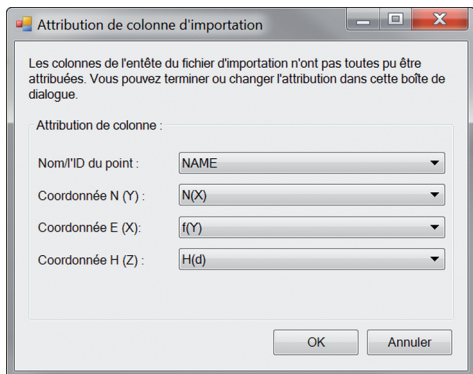 Attribution de colonne d'importation
Les colonnes de l'entête du fichier d'importation n'ont pas toutes pu être
attribuées. Vous pouvez terminer ou changer l'attribution dans cette boîte de
dialogue.
Attribution de colonne :
Nom/l'ID du point : NAME
Coordonnée N (Y) : N(X)
Coordonnée E (X): f(Y)
Coordonnée H (Z) : H(d)
OK Annuler